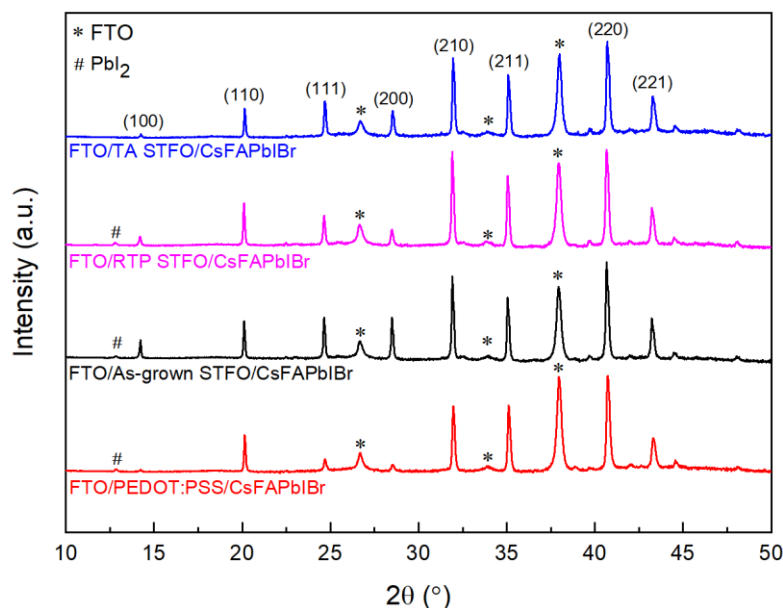 * FTO
# PbI2
(100)
(110)
(111)
*
(200)
(210)
*
(211)
*
(220)
(221)
FTO/TA STFO/CsFAPbIBr
#
*
*
*
FTO/RTP STFO/CsFAPbIBr
#
*
*
*
FTO/As-grown STFO/CsFAPbIBr
#
*
*
*
FTO/PEDOT:PSS/CsFAPbIBr
Intensity (a.u.)
10 15 20 25 30 35 40 45 50
2θ (°)